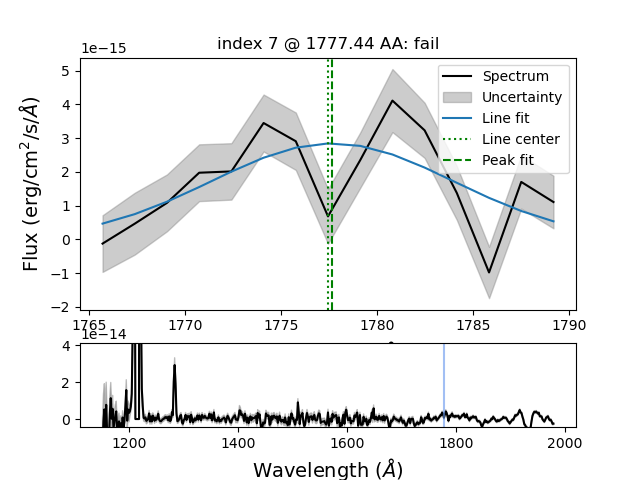 index 7 @ 1777.44 AA: fail
1e−15
Flux (erg/cm²/s/Å)
5
4
3
2
1
0
−1
−2
Spectrum
Uncertainty
Line fit
Line center
Peak fit
1765 1770 1775 1780 1785 1790
1e−14
4
2
0
1200 1400 1600 1800 2000
Wavelength (Å)